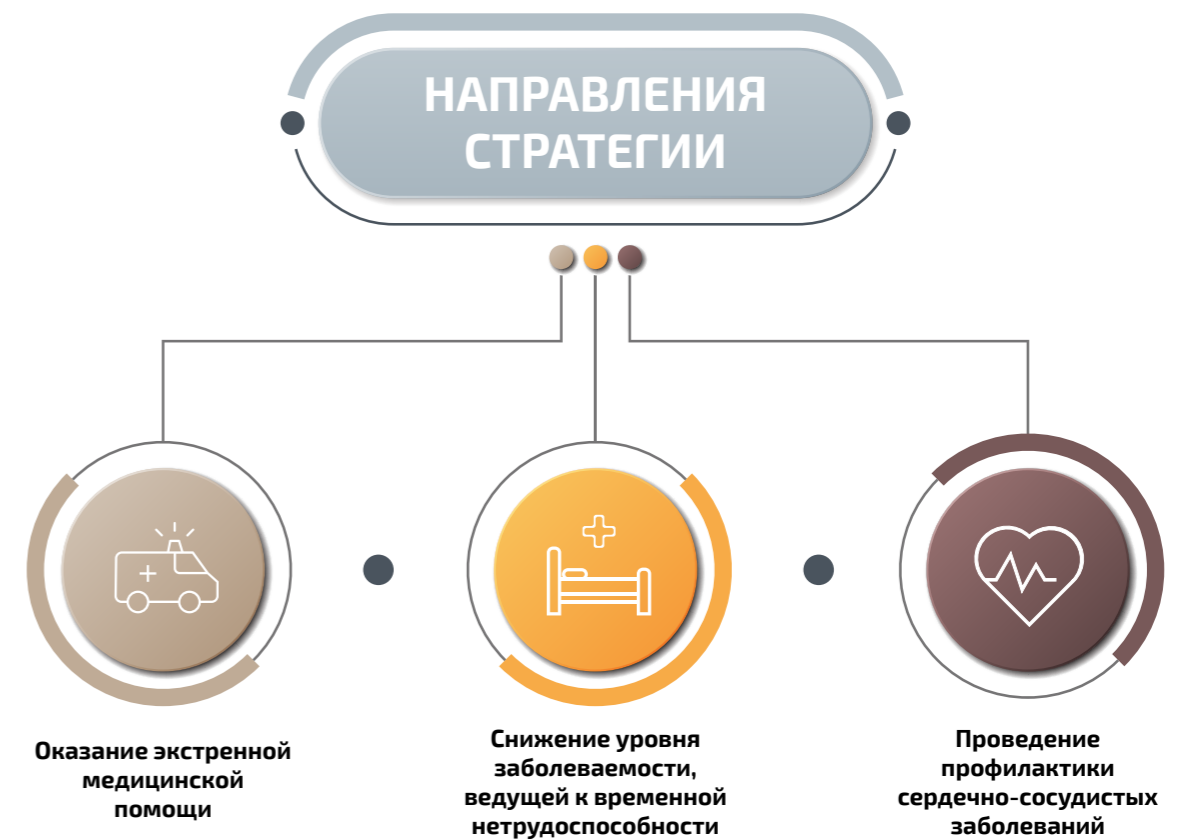 НАПРАВЛЕНИЯ
СТРАТЕГИИ
Оказание экстренной
медицинской
помощи
Снижение уровня
заболеваемости,
ведущей к временной
нетрудоспособности
Проведение
профилактики
сердечно-сосудистых
заболеваний